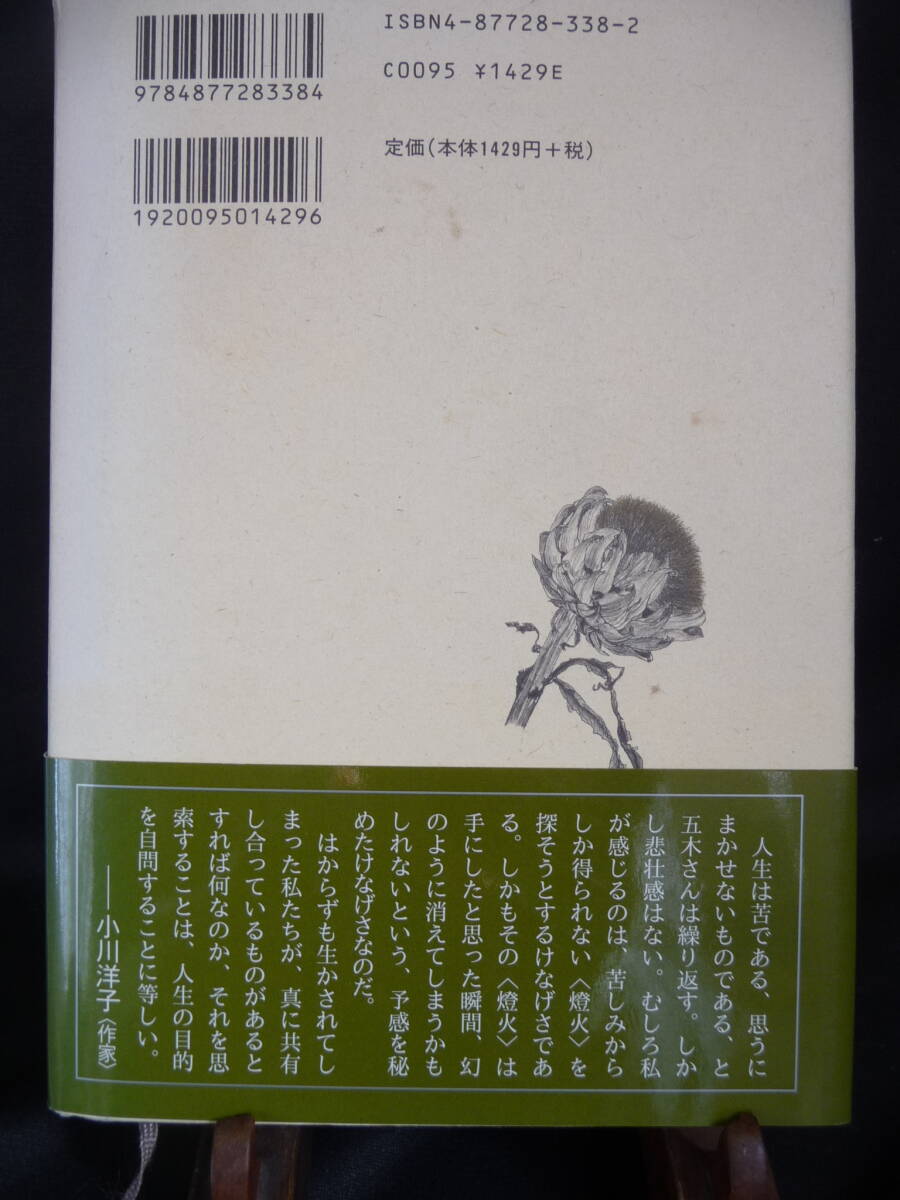 ISBN4-87728-338-2
C0095 ¥1429E
9784877283384
定価(本体1429円+税)
1920095014296
人生は苦である、思うに
まかせないものである、と
五木さんは繰り返す。しか
し悲壮感はない。むしろ私
が感じるのは、苦しみから
しか得られない〈燈火〉を
探そうとするけなげさであ
る。しかもその〈燈火〉は
手にしたと思った瞬間、幻
のように消えてしまうかも
しれないという、予感を秘
めたけなげさなのだ。
はからずも生かされてし
まった私たちが、真に共有
し合っているものがあると
すれば何なのか、それを思
索することは、人生の目的
を自問することに等しい。
――小川洋子〈作家〉